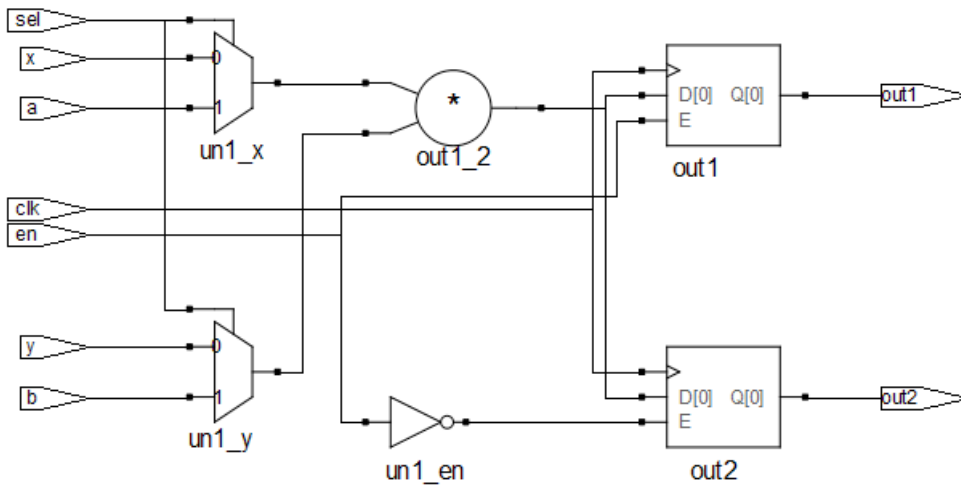 sel
x
0
a
1
un1_x
*
out1_2
D[0] Q[0]
E
out1
out1
clk
en
y
0
b
1
un1_y
un1_en
D[0] Q[0]
E
out2
out2